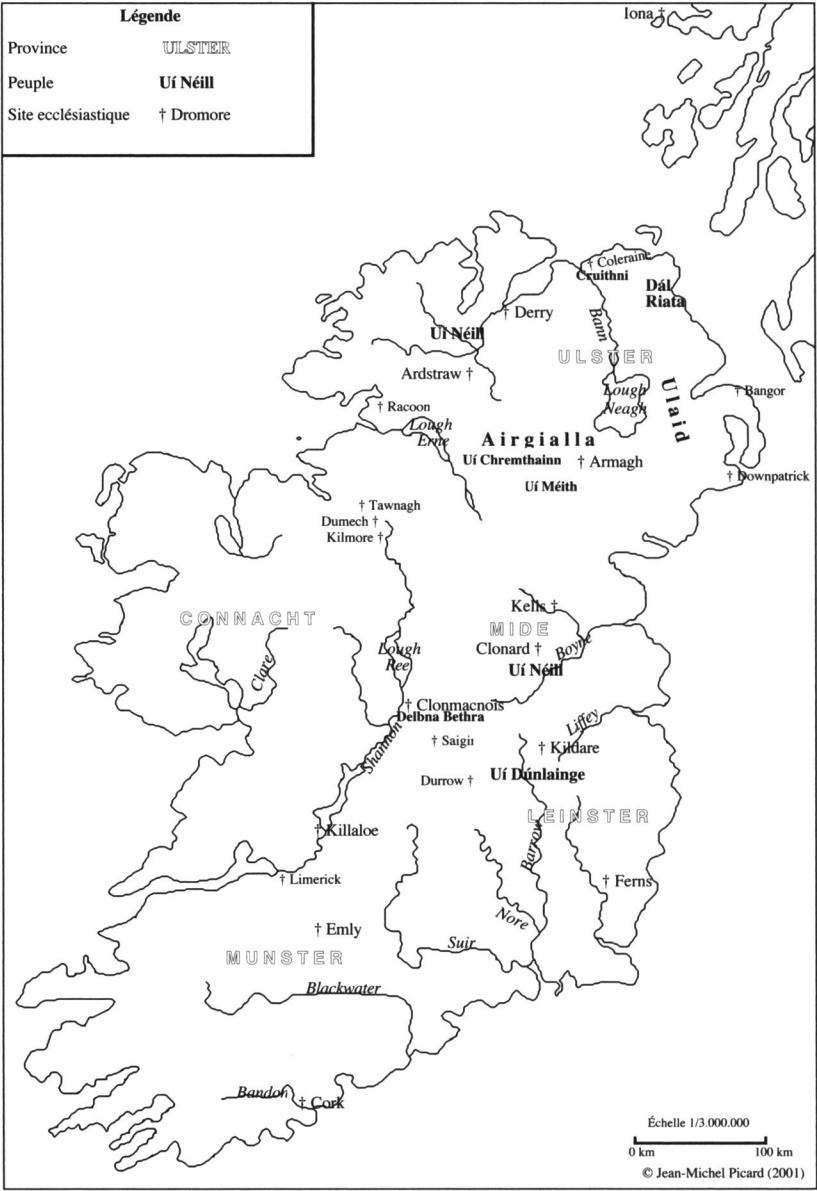 Légende
Province ULSTER
Peuple Uí Néill
Site ecclésiastique † Dromore
Iona †
† Coleraine
Cruithni
Dál
Riata
† Derry
Bann
Uí Néill
ULSTER
Ardstraw †
Lough
Neagh
Ulaid
† Bangor
† Racoon
Lough
Erne
Airgialla
Uí Chremthainn
† Armagh
† Downpatrick
Uí Méith
† Tawnagh
Dumech †
Kilmore †
Kells †
CONNACHT
MIDE
Clonard †
Boyne
Lough
Ree
Clare
Uí Néill
† Clonmacnois
Delbna Bethra
Liffey
Shannon
† Saigir
† Kildare
Durrow †
Uí Dúnlainge
LEINSTER
† Killaloe
Barrow
† Limerick
† Ferns
Nore
† Emly
Suir
MUNSTER
Blackwater
Bandon
† Cork
Échelle 1/3.000.000
0 km 100 km
© Jean-Michel Picard (2001)